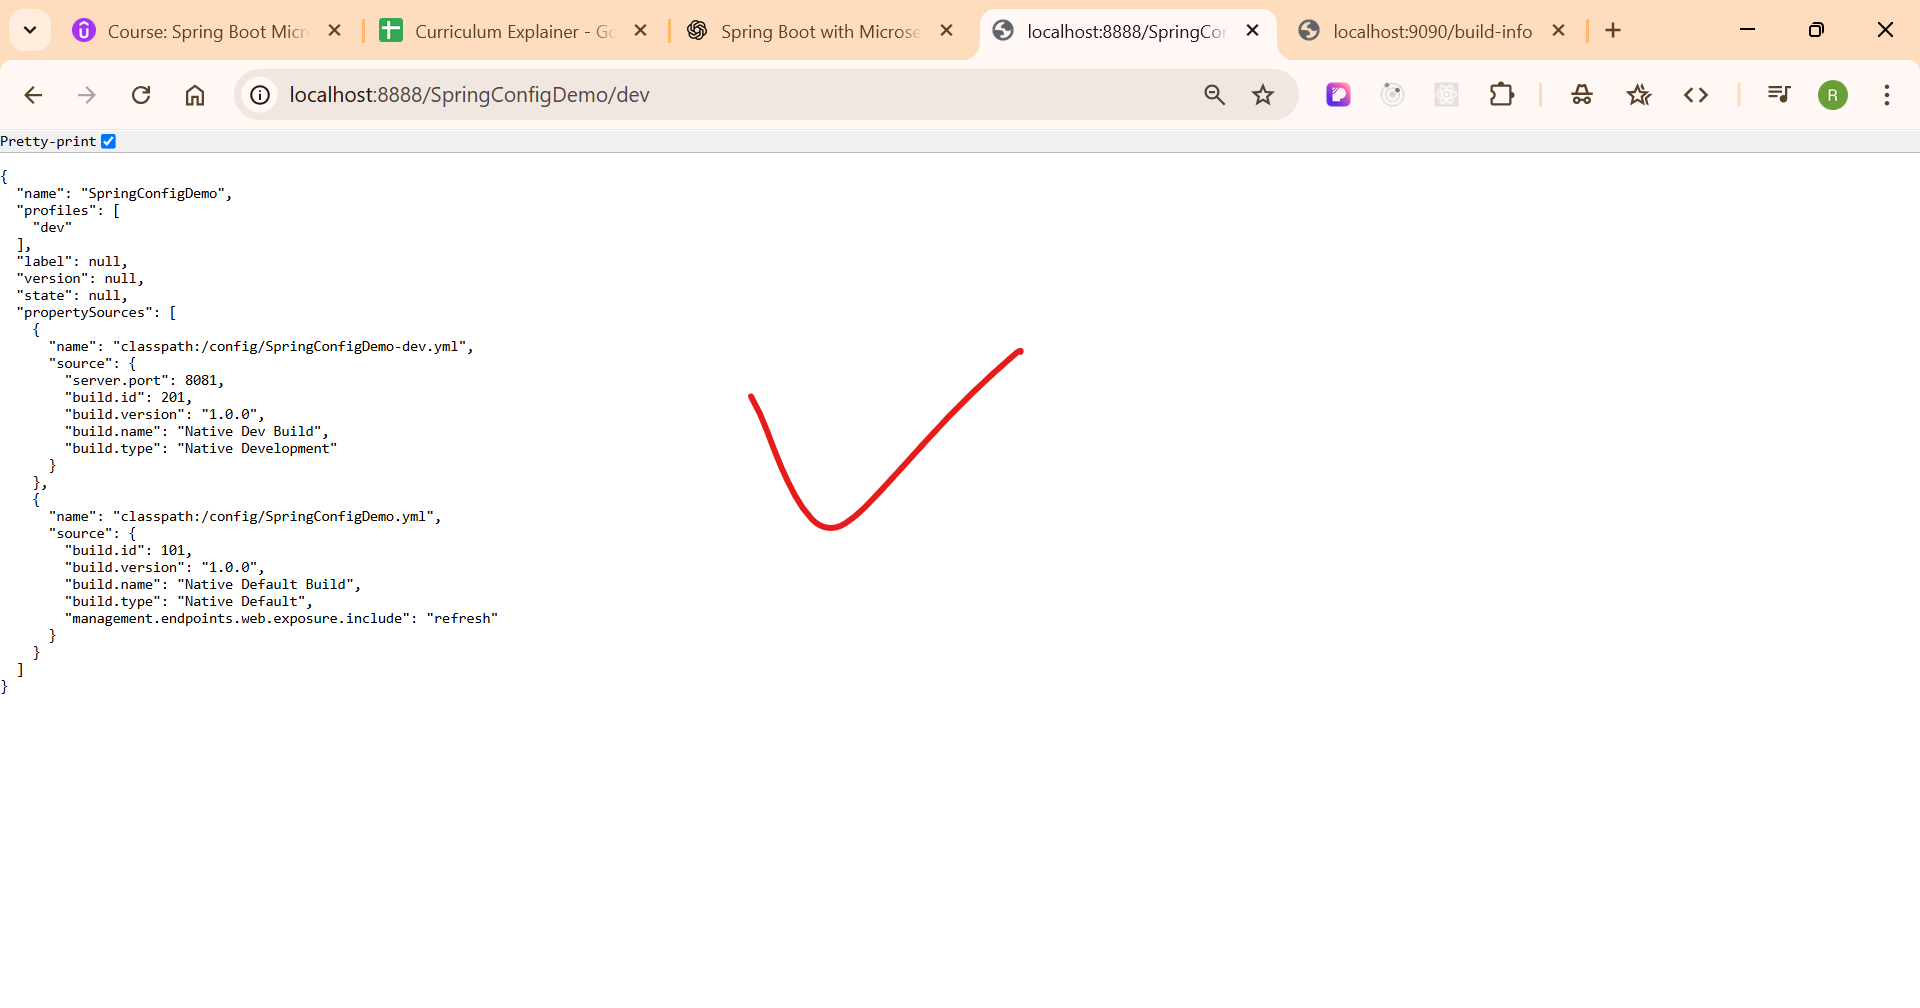 Course: Spring Boot Micr
Curriculum Explainer - Go
Spring Boot with Microse
localhost:8888/SpringCor
localhost:9090/build-info
localhost:8888/SpringConfigDemo/dev
R
Pretty-print
{
  "name": "SpringConfigDemo",
  "profiles": [
    "dev"
  ],
  "label": null,
  "version": null,
  "state": null,
  "propertySources": [
    {
      "name": "classpath:/config/SpringConfigDemo-dev.yml",
      "source": {
        "server.port": 8081,
        "build.id": 201,
        "build.version": "1.0.0",
        "build.name": "Native Dev Build",
        "build.type": "Native Development"
      }
    },
    {
      "name": "classpath:/config/SpringConfigDemo.yml",
      "source": {
        "build.id": 101,
        "build.version": "1.0.0",
        "build.name": "Native Default Build",
        "build.type": "Native Default",
        "management.endpoints.web.exposure.include": "refresh"
      }
    }
  ]
}